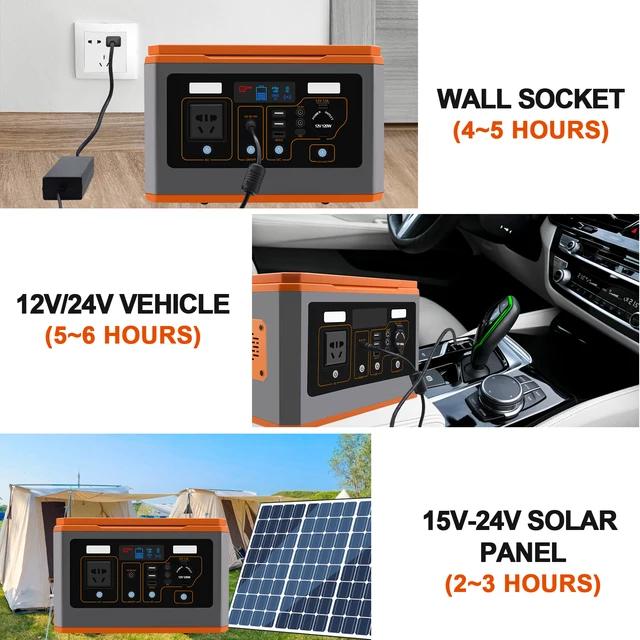 WALL SOCKET
(4~5 HOURS)
12V/24V VEHICLE
(5~6 HOURS)
15V-24V SOLAR
PANEL
(2~3 HOURS)